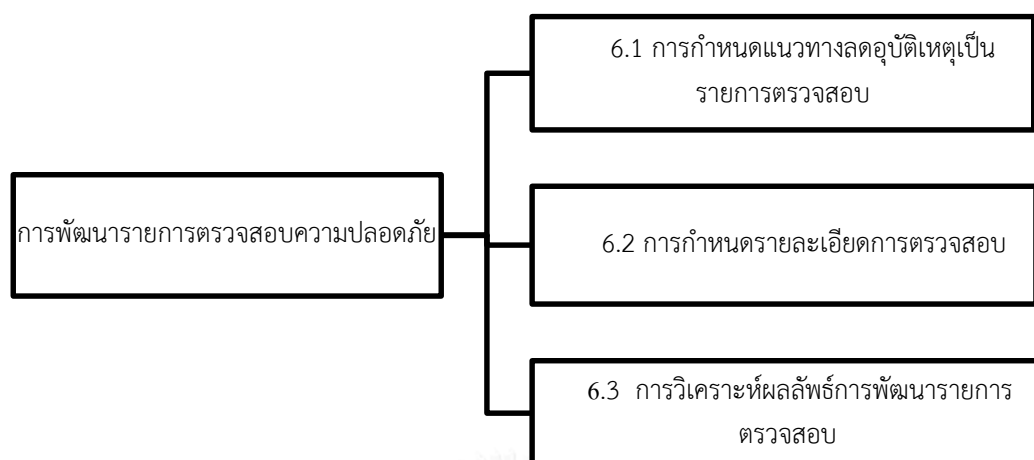 6.1 การกำหนดแนวทางลดอุบัติเหตุเป็น
รายการตรวจสอบ
การพัฒนารายการตรวจสอบความปลอดภัย
6.2 การกำหนดรายละเอียดการตรวจสอบ
6.3 การวิเคราะห์ผลลัพธ์การพัฒนารายการ
ตรวจสอบ